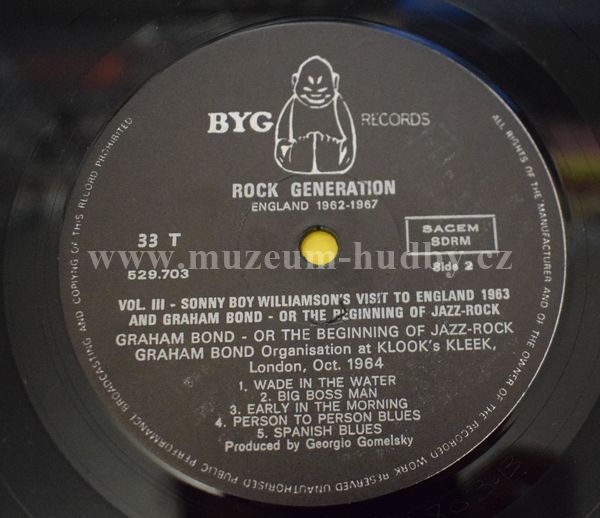 BYG RECORDS
ROCK GENERATION
ENGLAND 1962-1967
33 T
529.703
SACEM
SDRM
Side 2
www.muzeum-hudby.cz
VOL. III - SONNY BOY WILLIAMSON'S VISIT TO ENGLAND 1963
AND GRAHAM BOND - OR THE BEGINNING OF JAZZ-ROCK
GRAHAM BOND - OR THE BEGINNING OF JAZZ-ROCK
GRAHAM BOND Organisation at KLOOK's KLEEK,
London, Oct. 1964
1. WADE IN THE WATER
2. BIG BOSS MAN
3. EARLY IN THE MORNING
4. PERSON TO PERSON BLUES
5. SPANISH BLUES
Produced by Georgio Gomelsky
ALL RIGHTS OF THE MANUFACTURER AND OF THE OWNER OF THE RECORDED WORK RESERVED UNAUTHORISED PUBLIC PERFORMANCE BROADCASTING AND COPYING OF THIS RECORD PROHIBITED